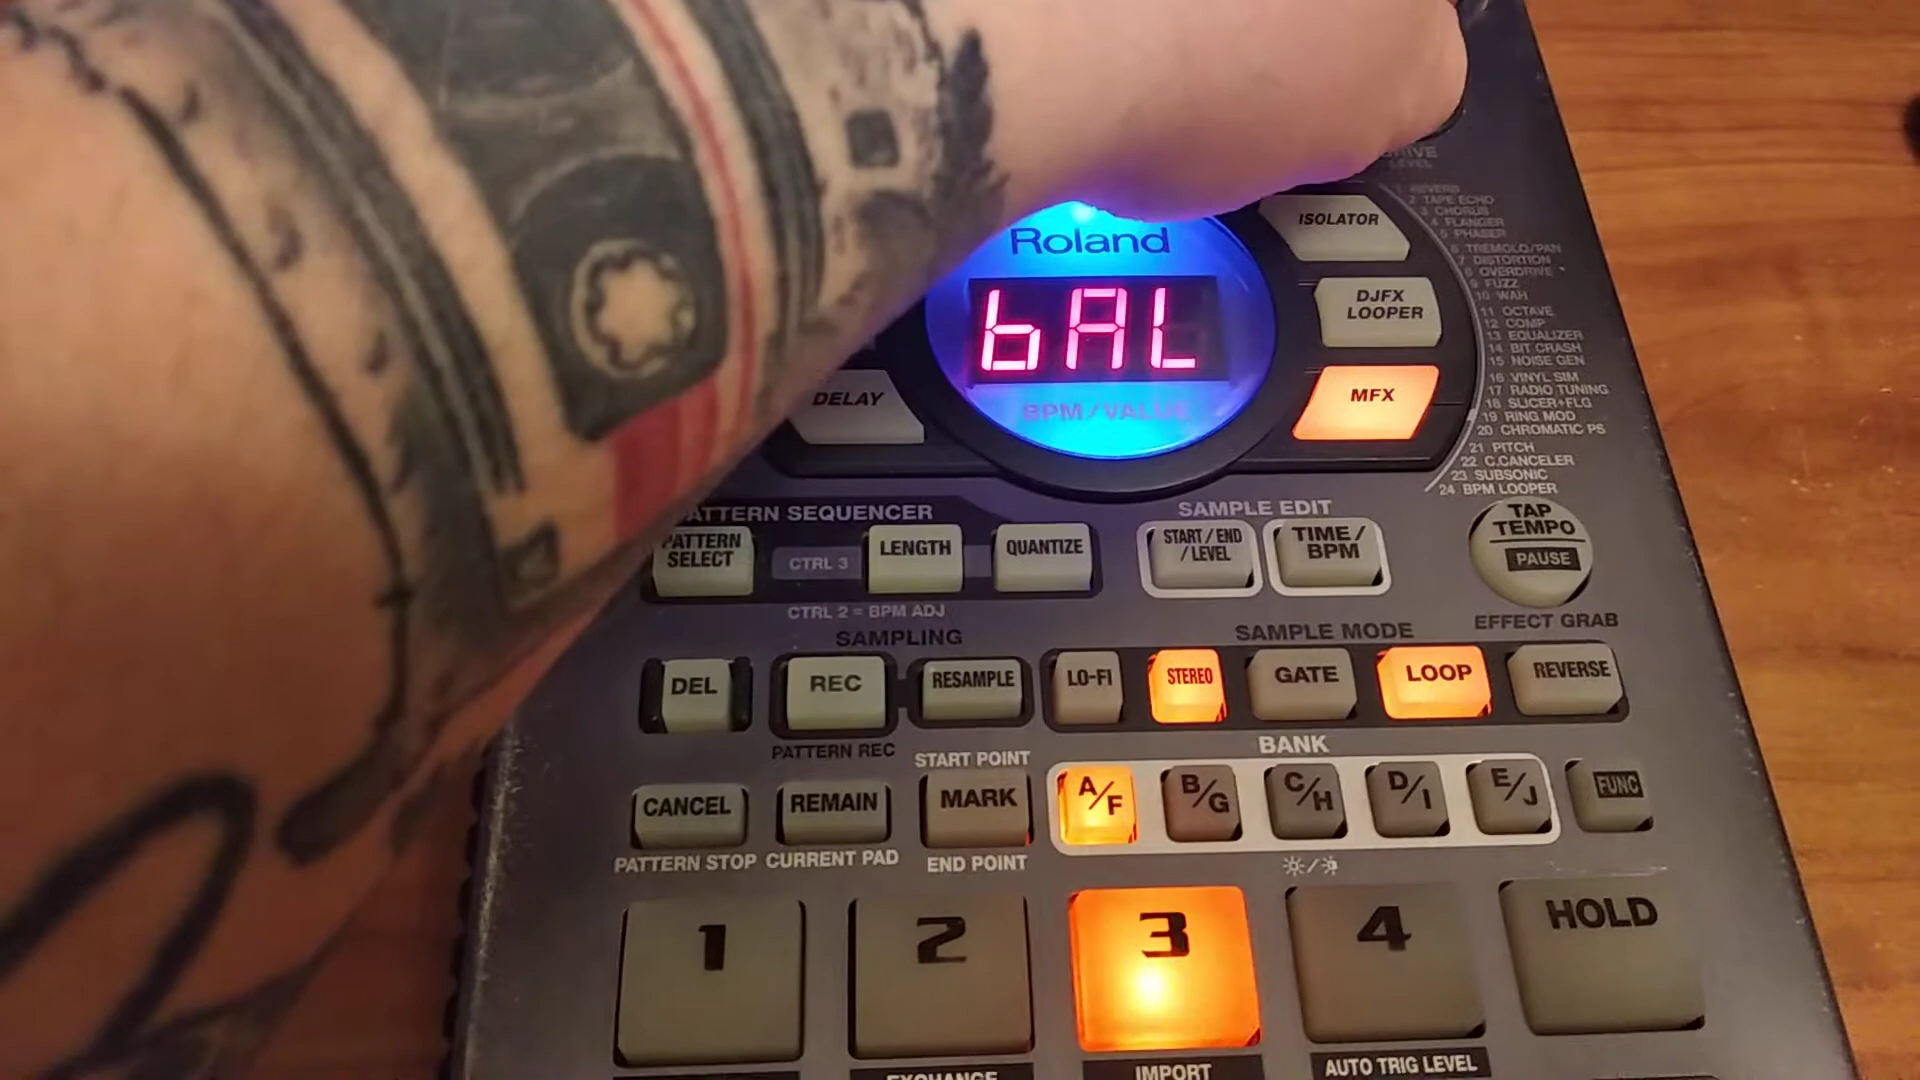 DRIVE
LEVEL
1 REVERB
2 TAPE ECHO
3 CHORUS
4 FLANGER
5 PHASER
6 TREMOLO/PAN
7 DISTORTION
8 OVERDRIVE
9 FUZZ
10 WAH
11 OCTAVE
12 COMP
13 EQUALIZER
14 BIT CRASH
15 NOISE GEN
16 VINYL SIM
17 RADIO TUNING
18 SLICER+FLG
19 RING MOD
20 CHROMATIC PS
21 PITCH
22 C.CANCELER
23 SUBSONIC
24 BPM LOOPER
Roland
bAL
BPM/VALUE
ISOLATOR
DJFX
LOOPER
MFX
DELAY
PATTERN SEQUENCER
SAMPLE EDIT
PATTERN
SELECT
CTRL 3
LENGTH
QUANTIZE
START/END
/LEVEL
TIME/
BPM
TAP
TEMPO
PAUSE
CTRL 2 = BPM ADJ
EFFECT GRAB
SAMPLING
SAMPLE MODE
DEL
REC
RESAMPLE
LO-FI
STEREO
GATE
LOOP
REVERSE
PATTERN REC
START POINT
BANK
CANCEL
REMAIN
MARK
A/F
B/G
C/H
D/I
E/J
FUNC
PATTERN STOP
CURRENT PAD
END POINT
1
2
3
4
HOLD
EXCHANGE
IMPORT
AUTO TRIG LEVEL